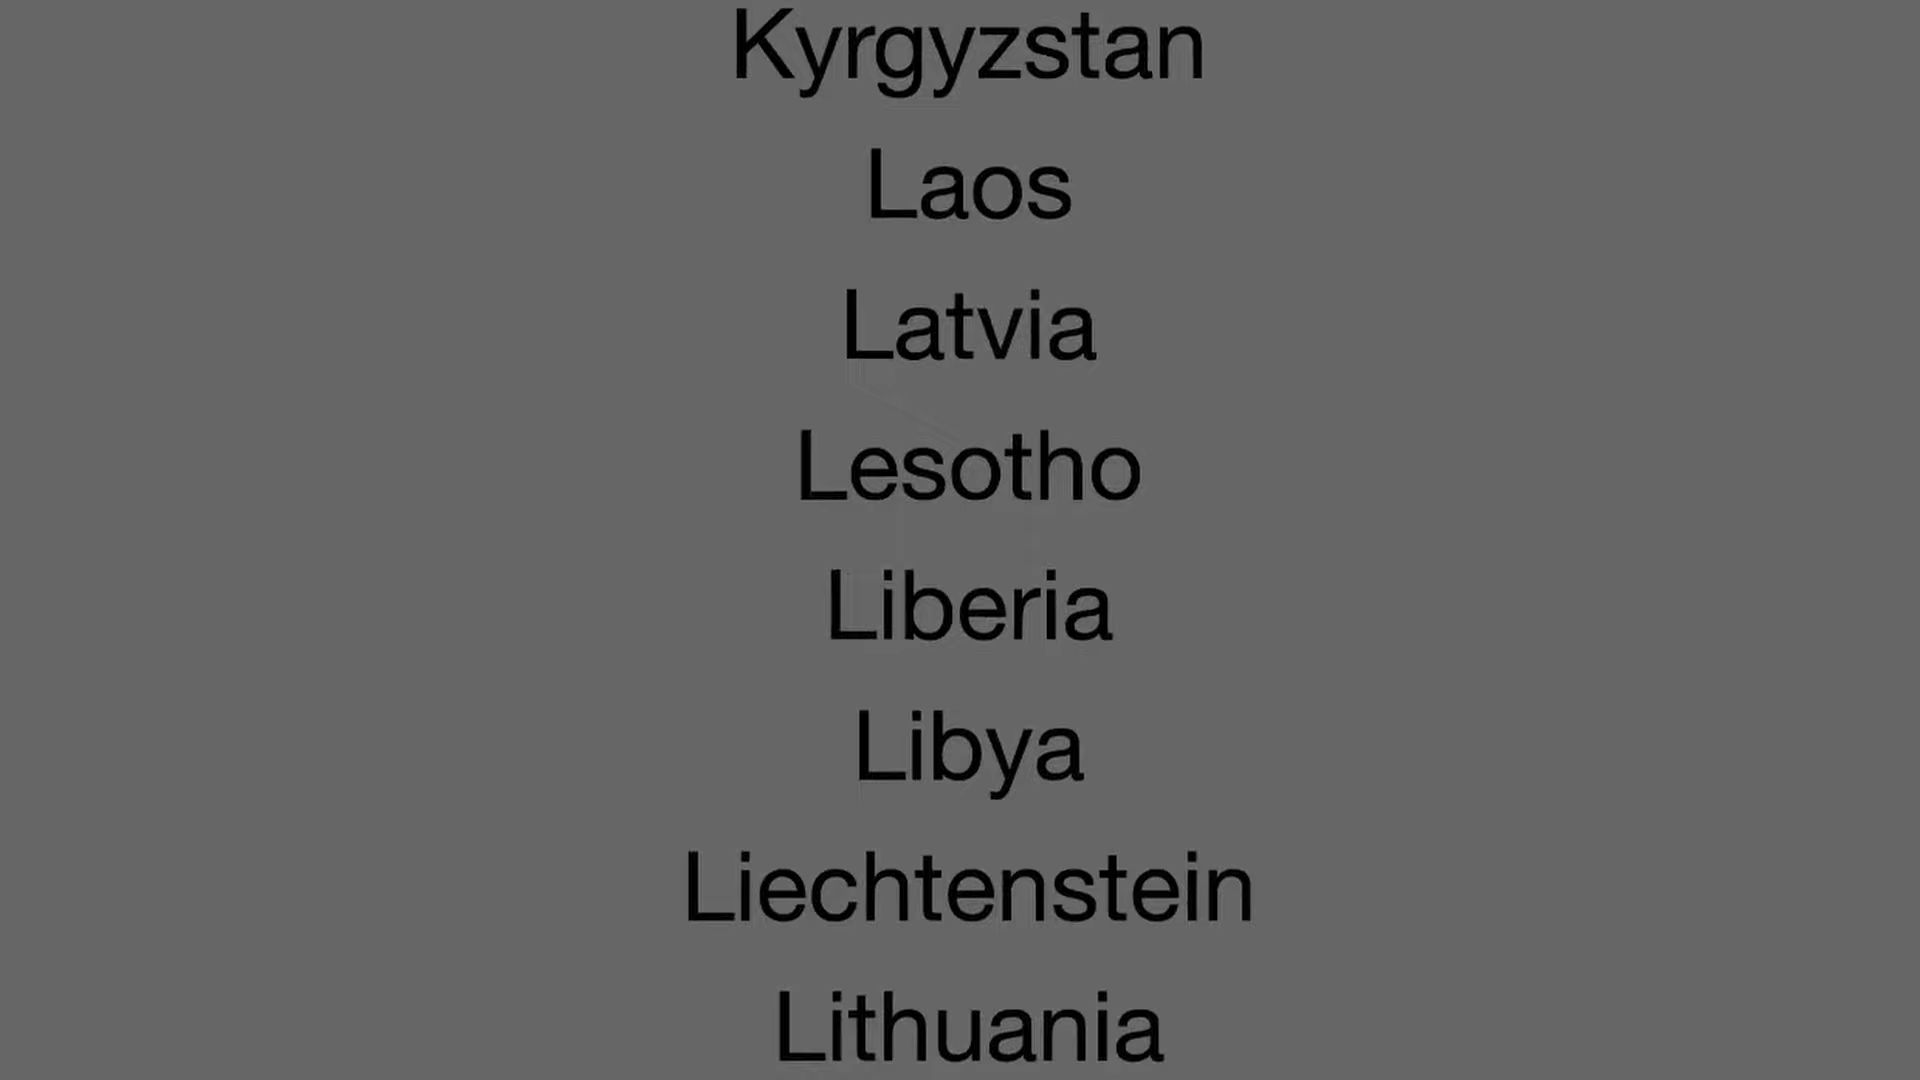 Kyrgyzstan
Laos
Latvia
Lesotho
Liberia
Libya
Liechtenstein
Lithuania